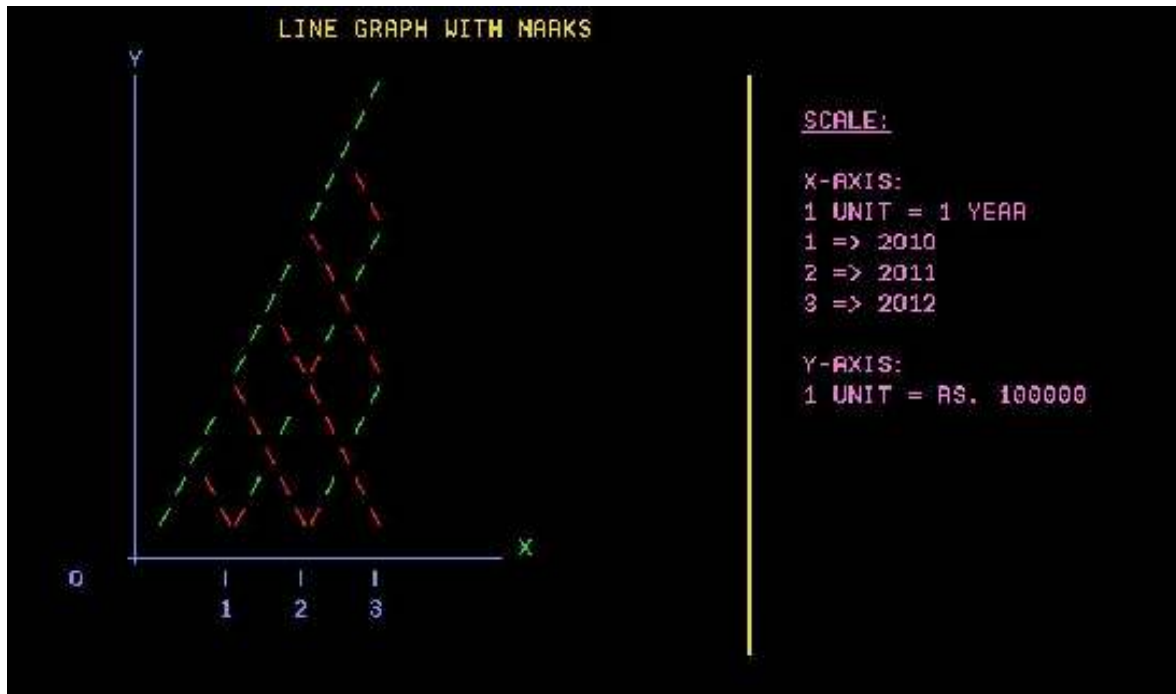 LINE GRAPH WITH MARKS
Y
X
0
1 2 3
SCALE:
X-AXIS:
1 UNIT = 1 YEAR
1 => 2010
2 => 2011
3 => 2012
Y-AXIS:
1 UNIT = RS. 100000